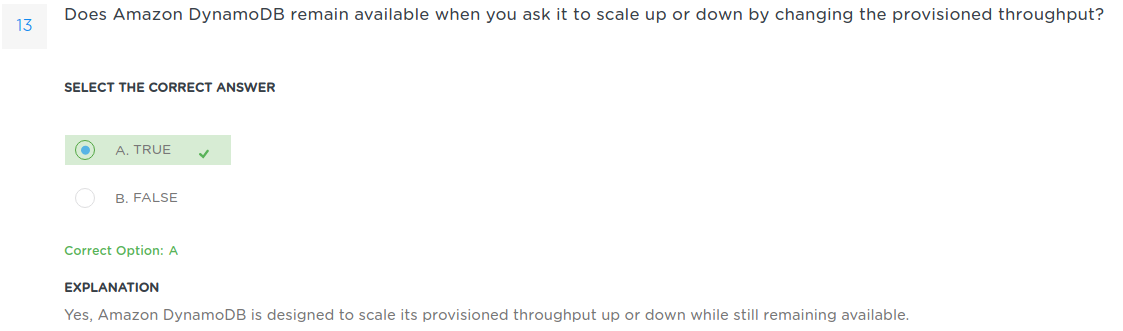 13
Does Amazon DynamoDB remain available when you ask it to scale up or down by changing the provisioned throughput?
SELECT THE CORRECT ANSWER
A. TRUE
B. FALSE
Correct Option: A
EXPLANATION
Yes, Amazon DynamoDB is designed to scale its provisioned throughput up or down while still remaining available.